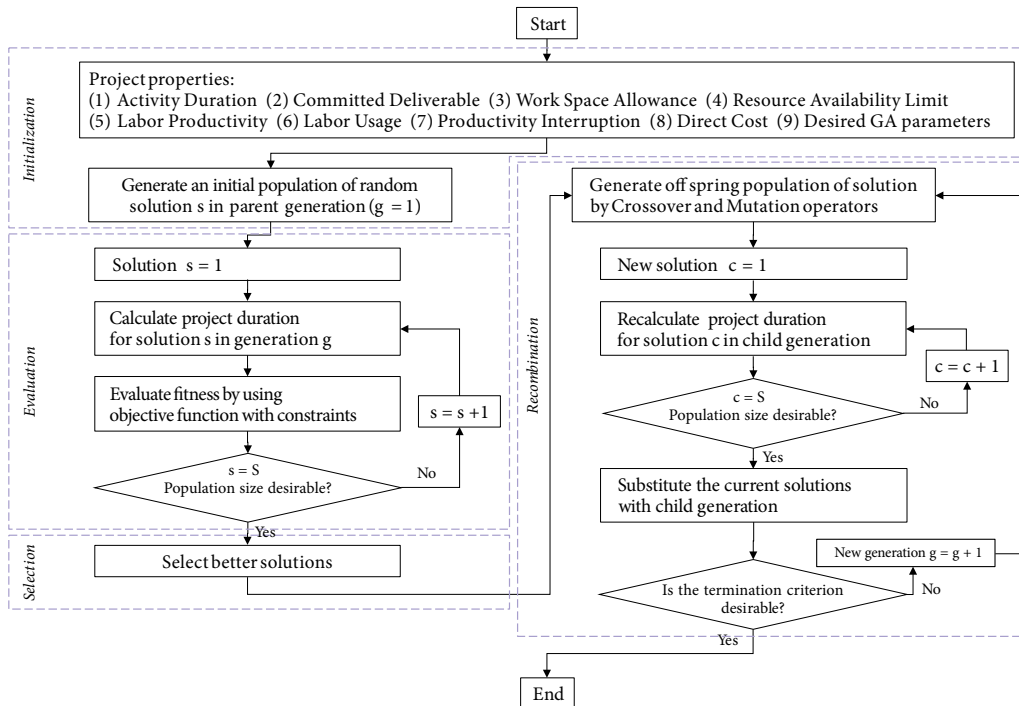 Start
Initialization
Project properties:
(1) Activity Duration (2) Committed Deliverable (3) Work Space Allowance (4) Resource Availability Limit
(5) Labor Productivity (6) Labor Usage (7) Productivity Interruption (8) Direct Cost (9) Desired GA parameters
Generate an initial population of random
solution s in parent generation (g = 1)
Evaluation
Solution s = 1
Calculate project duration
for solution s in generation g
Evaluate fitness by using
objective function with constraints
s = s +1
s = S
Population size desirable?
No
Yes
Selection
Select better solutions
Recombination
Generate off spring population of solution
by Crossover and Mutation operators
New solution c = 1
Recalculate project duration
for solution c in child generation
c = c + 1
c = S
Population size desirable?
No
Yes
Substitute the current solutions
with child generation
New generation g = g + 1
Is the termination criterion
desirable?
No
Yes
End